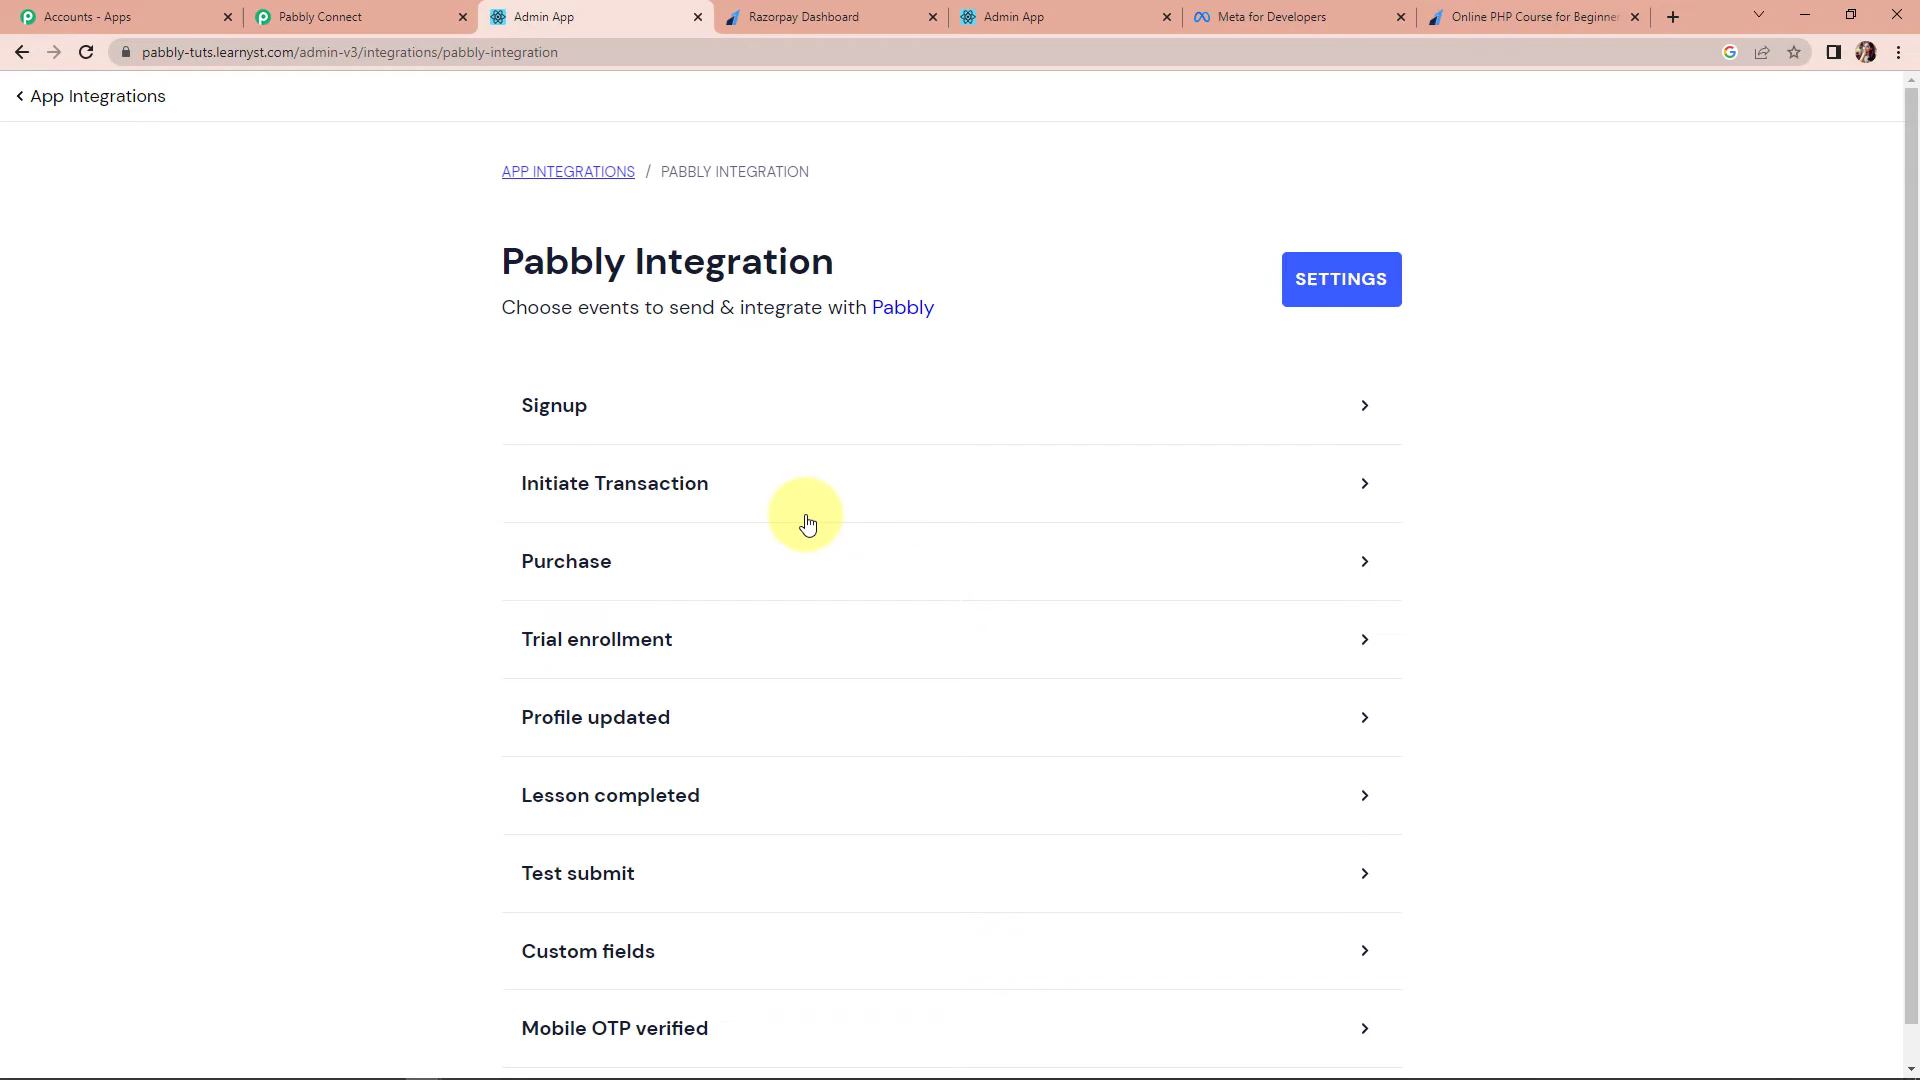 Accounts - Apps
Pabbly Connect
Admin App
Razorpay Dashboard
Admin App
Meta for Developers
Online PHP Course for Beginner
pabbly-tuts.learnyst.com/admin-v3/integrations/pabbly-integration
App Integrations
APP INTEGRATIONS / PABBLY INTEGRATION
Pabbly Integration
SETTINGS
Choose events to send & integrate with Pabbly
Signup
Initiate Transaction
Purchase
Trial enrollment
Profile updated
Lesson completed
Test submit
Custom fields
Mobile OTP verified